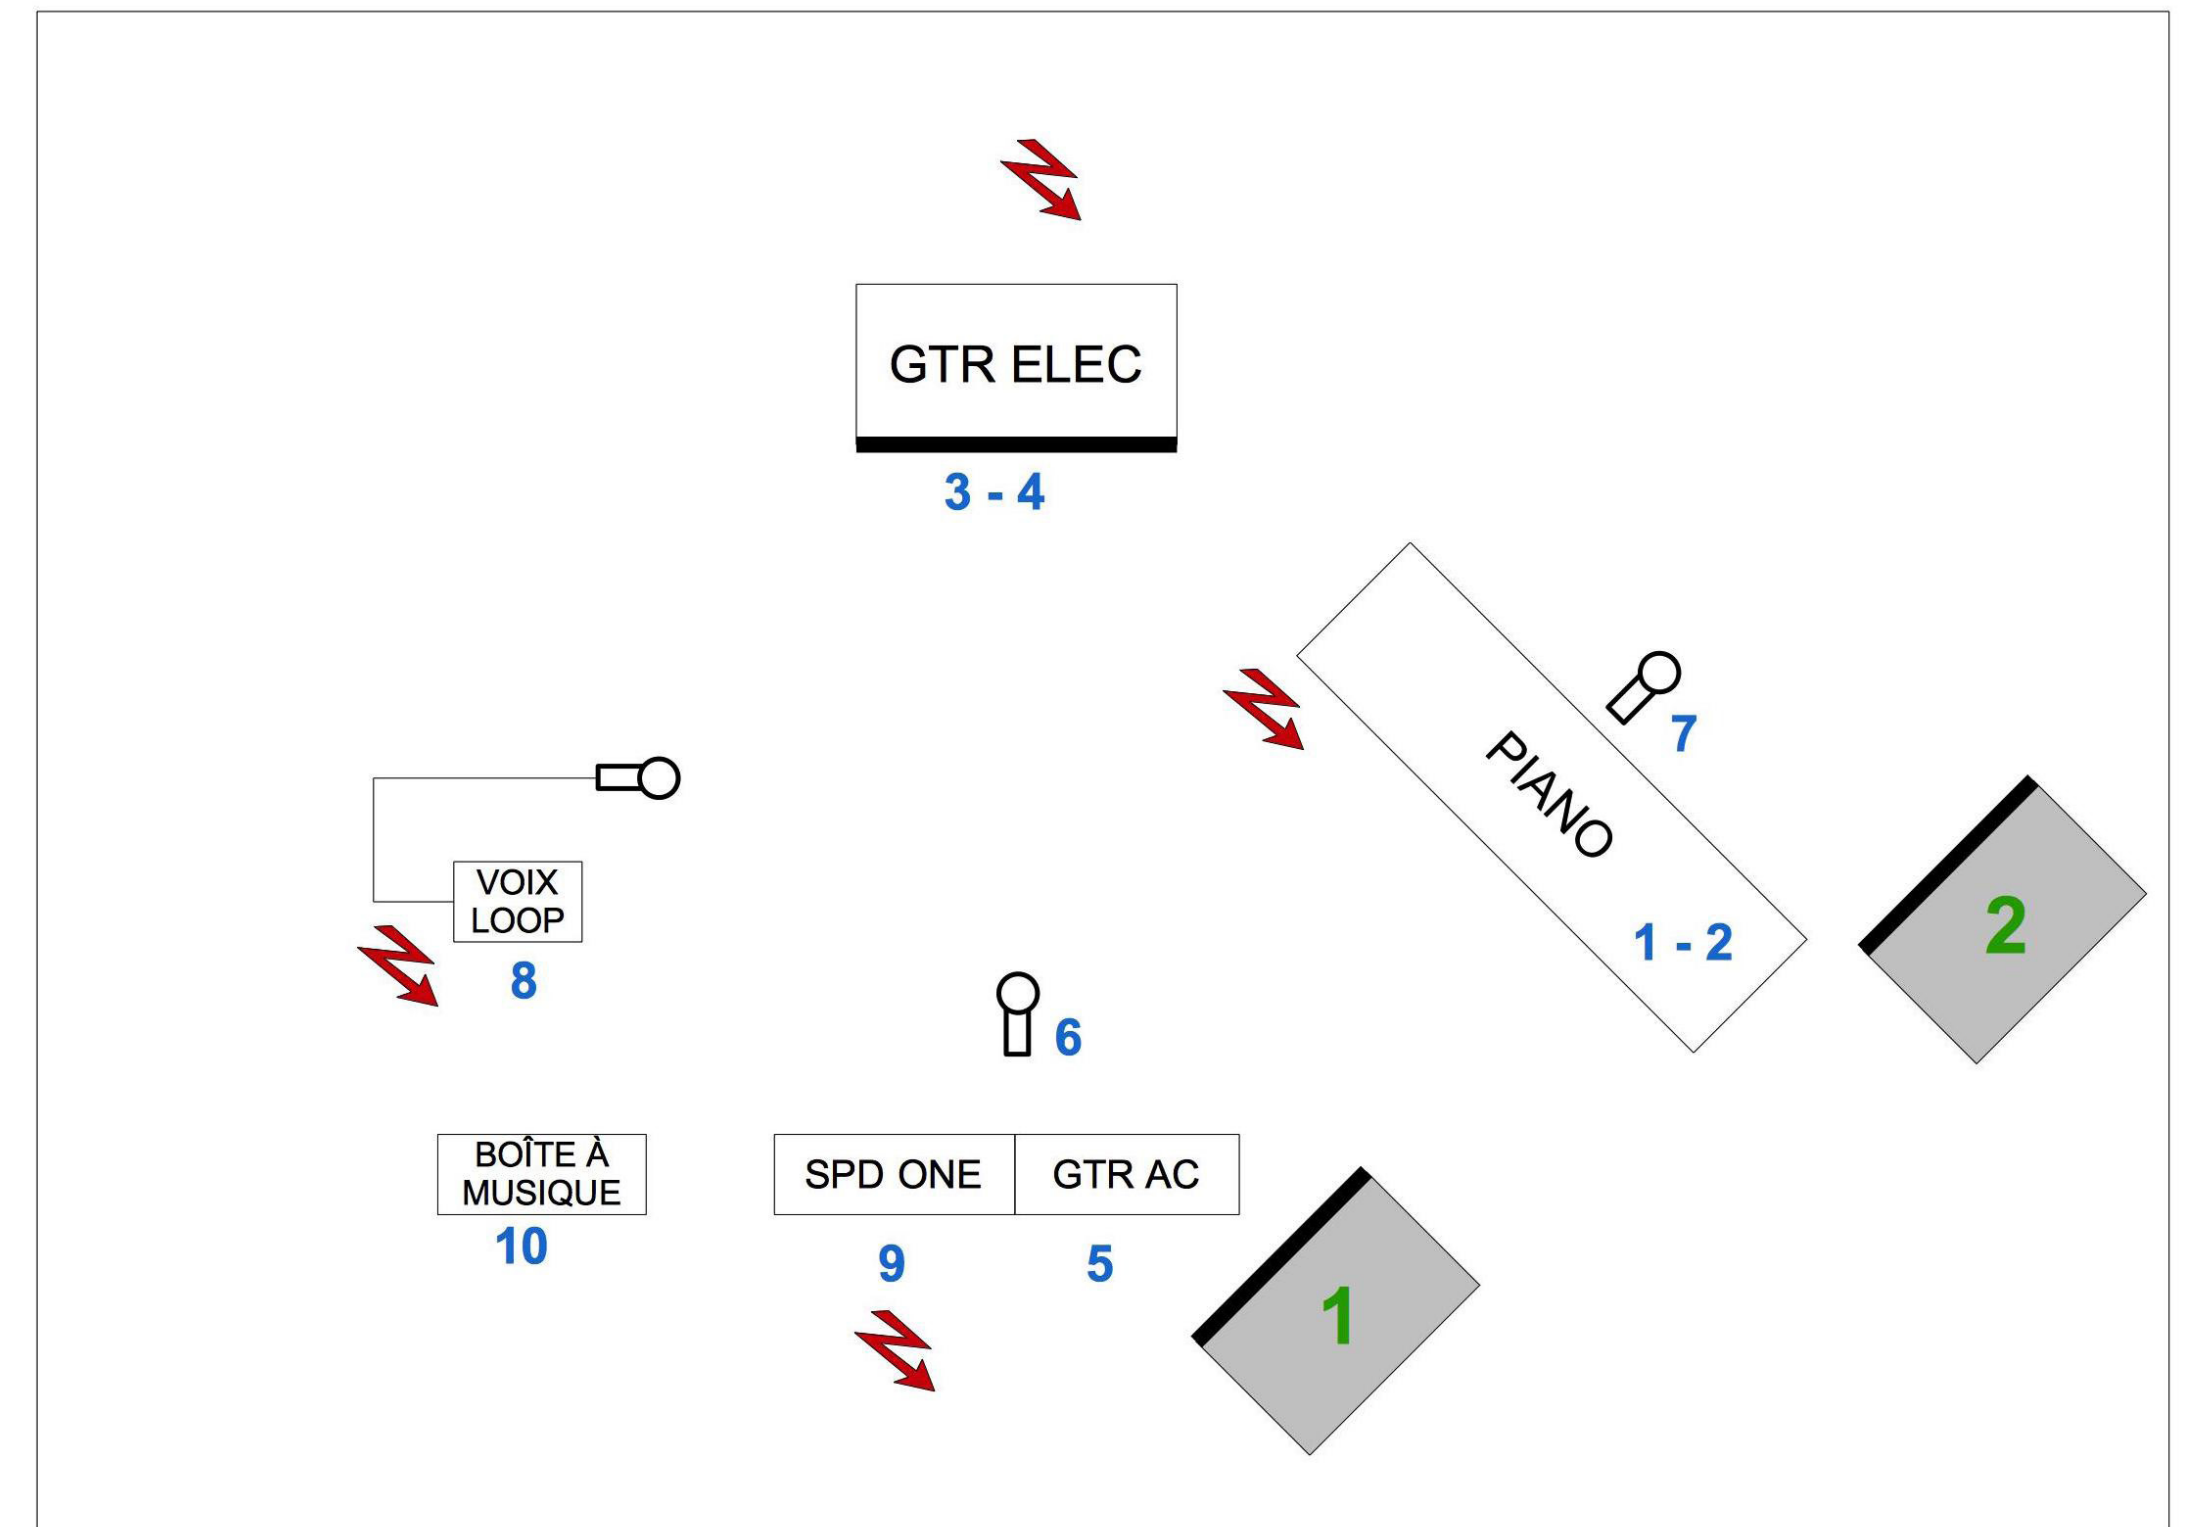 GTR ELEC
3 - 4
7
PIANO
1 - 2
2
VOIX
LOOP
8
6
BOÎTE À
MUSIQUE
10
SPD ONE
GTR AC
9
5
1